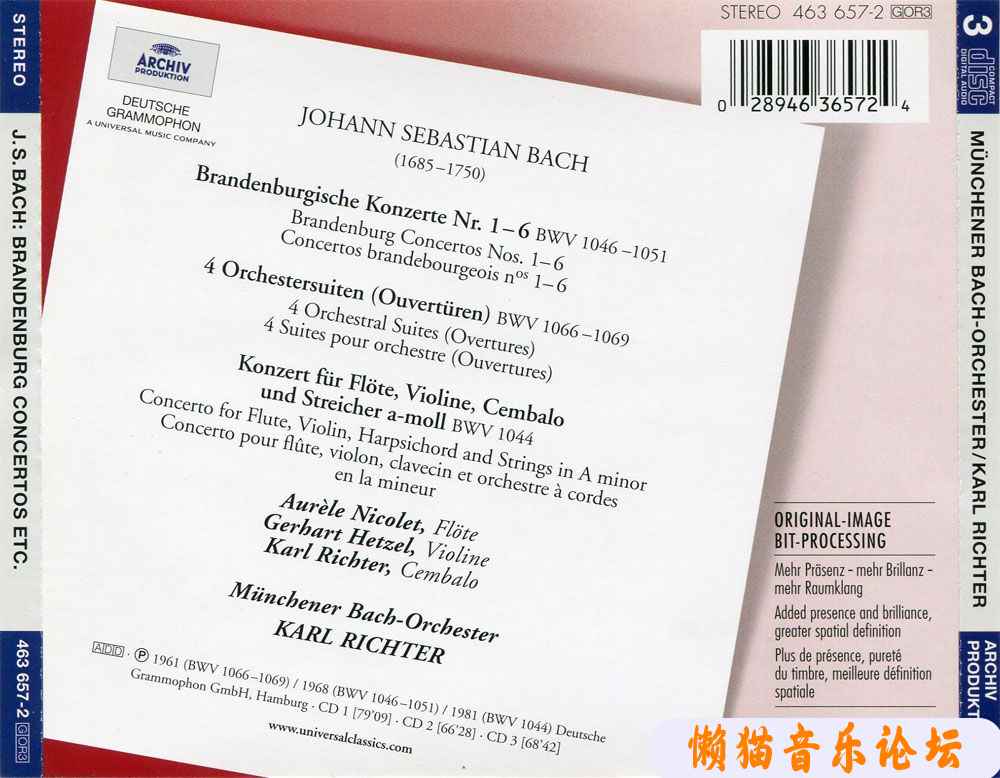 STEREO
J.S.BACH: BRANDENBURG CONCERTOS ETC.
463 657-2 GOR3
STEREO 463 657-2 GOR3
0 28946 36572 4
ARCHIV
PRODUKTION
DEUTSCHE
GRAMMOPHON
A UNIVERSAL MUSIC COMPANY
JOHANN SEBASTIAN BACH
(1685–1750)
Brandenburgische Konzerte Nr. 1–6 BWV 1046–1051
Brandenburg Concertos Nos. 1–6
Concertos brandebourgeois nos 1–6
4 Orchestersuiten (Ouvertüren) BWV 1066–1069
4 Orchestral Suites (Overtures)
4 Suites pour orchestre (Ouvertures)
Konzert für Flöte, Violine, Cembalo
und Streicher a-moll BWV 1044
Concerto for Flute, Violin, Harpsichord and Strings in A minor
Concerto pour flûte, violon, clavecin et orchestre à cordes
en la mineur
Aurèle Nicolet, Flöte
Gerhart Hetzel, Violine
Karl Richter, Cembalo
Münchener Bach-Orchester
KARL RICHTER
ADD · Ⓟ 1961 (BWV 1066–1069) / 1968 (BWV 1046–1051) / 1981 (BWV 1044) Deutsche
Grammophon GmbH, Hamburg · CD 1 [79'09] · CD 2 [66'28] · CD 3 [68'42]
www.universalclassics.com
ORIGINAL-IMAGE
BIT-PROCESSING
Mehr Präsenz – mehr Brillanz –
mehr Raumklang
Added presence and brilliance,
greater spatial definition
Plus de présence, pureté
du timbre, meilleure définition
spatiale
3
COMPACT
disc
DIGITAL AUDIO
MÜNCHENER BACH-ORCHESTER/KARL RICHTER
ARCHIV
懒猫音乐论坛